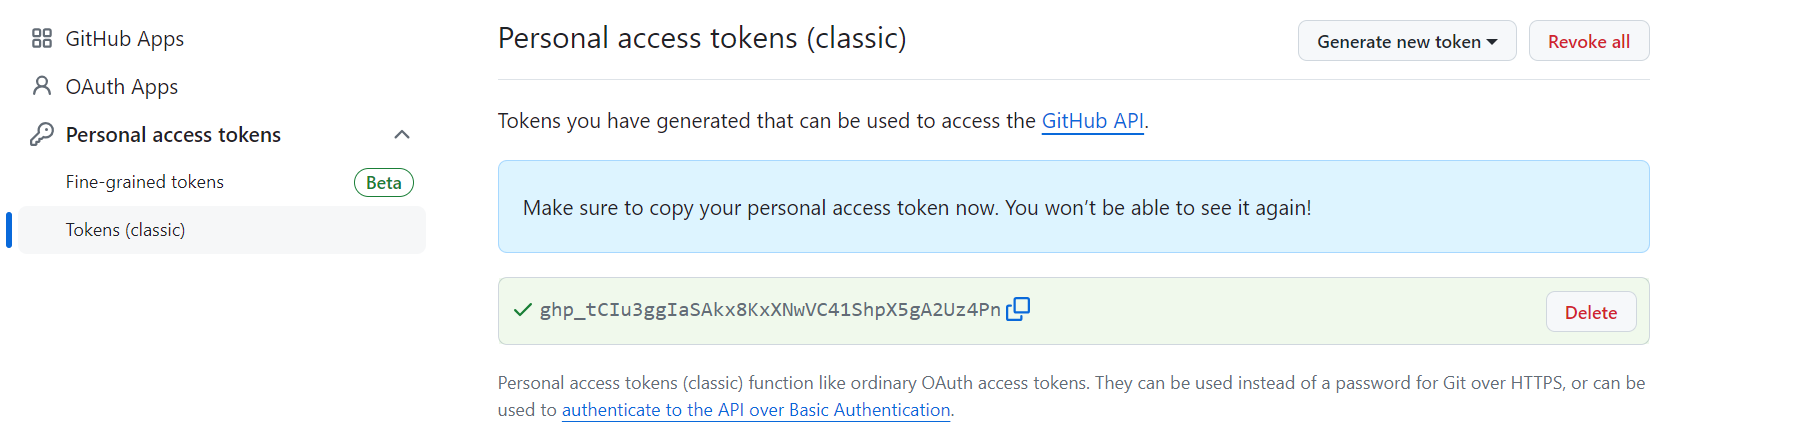 GitHub Apps
OAuth Apps
Personal access tokens
Fine-grained tokens
Beta
Tokens (classic)
Personal access tokens (classic)
Generate new token
Revoke all
Tokens you have generated that can be used to access the GitHub API.
Make sure to copy your personal access token now. You won’t be able to see it again!
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
Delete
Personal access tokens (classic) function like ordinary OAuth access tokens. They can be used instead of a password for Git over HTTPS, or can be
used to authenticate to the API over Basic Authentication.